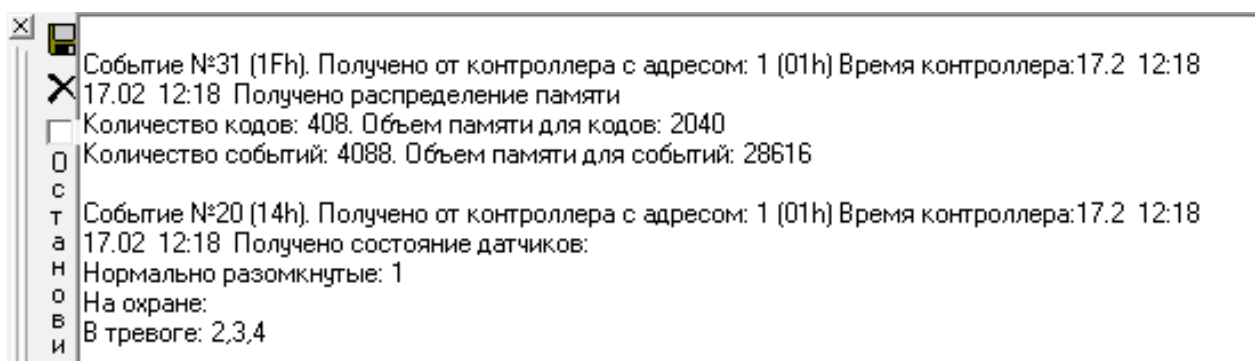 Событие №31 (1Fh). Получено от контроллера с адресом: 1 (01h) Время контроллера:17.2 12:18
17.02 12:18 Получено распределение памяти
Количество кодов: 408. Объем памяти для кодов: 2040
Количество событий: 4088. Объем памяти для событий: 28616
Событие №20 (14h). Получено от контроллера с адресом: 1 (01h) Время контроллера:17.2 12:18
17.02 12:18 Получено состояние датчиков:
Нормально разомкнутые: 1
На охране:
В тревоге: 2,3,4
Останови